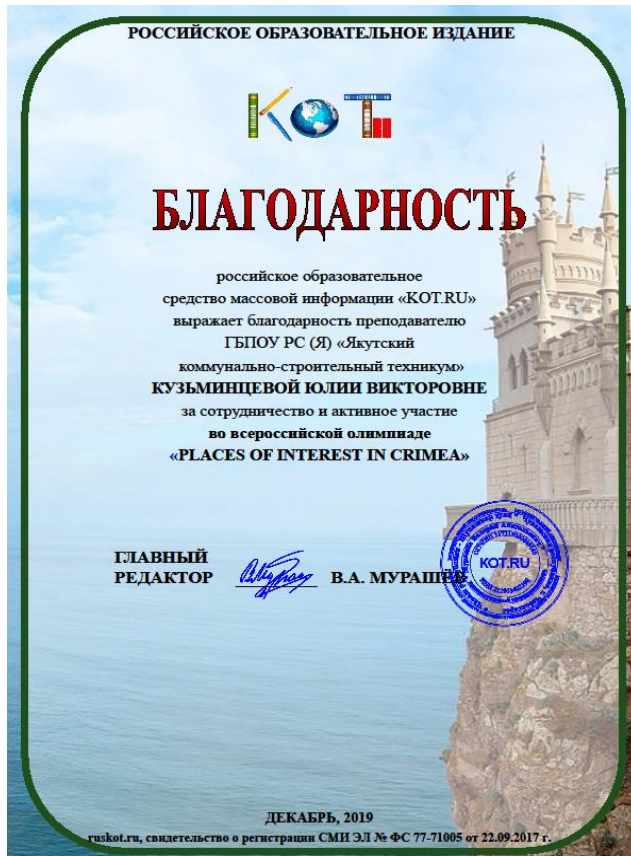 РОССИЙСКОЕ ОБРАЗОВАТЕЛЬНОЕ ИЗДАНИЕ
КОТ.RU
БЛАГОДАРНОСТЬ
российское образовательное
средство массовой информации «KOT.RU»
выражает благодарность преподавателю
ГБПОУ РС (Я) «Якутский
коммунально-строительный техникум»
КУЗЬМИНЦЕВОЙ ЮЛИИ ВИКТОРОВНЕ
за сотрудничество и активное участие
во всероссийской олимпиаде
«PLACES OF INTEREST IN CRIMEA»
ГЛАВНЫЙ
РЕДАКТОР В.А. МУРАШЕВ
KOT.RU
ДЕКАБРЬ, 2019
ruskot.ru, свидетельство о регистрации СМИ ЭЛ № ФС 77-71005 от 22.09.2017 г.